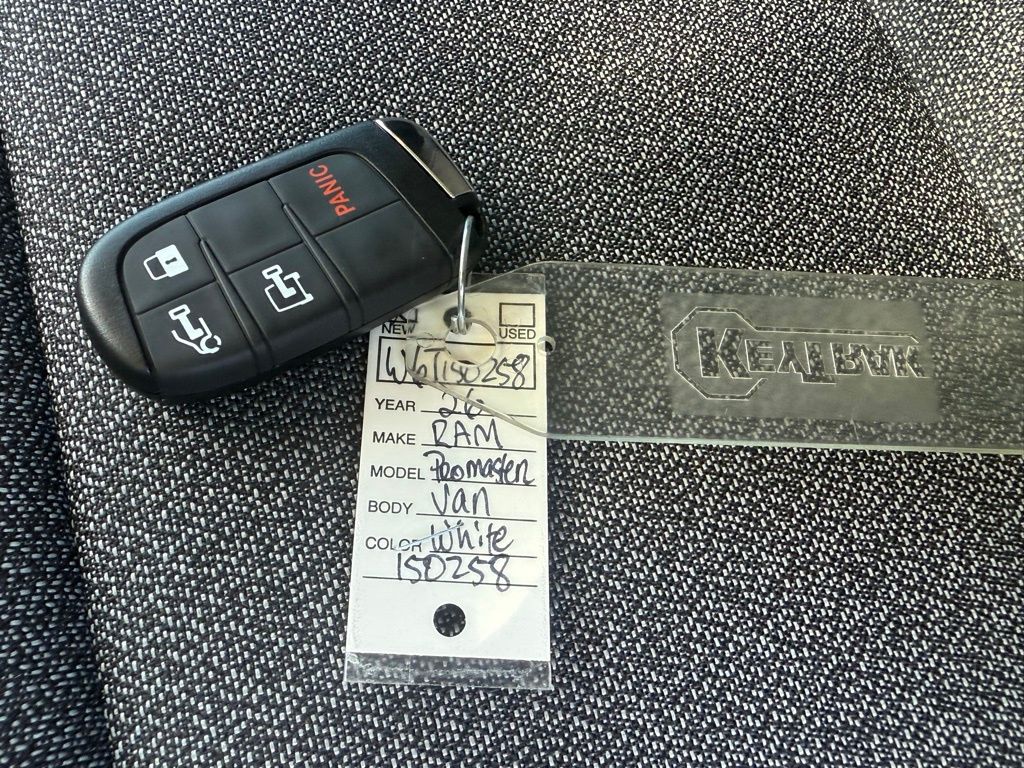 PANIC
NEW USED
W6T150258
YEAR 26
MAKE RAM
MODEL Promaster
BODY Van
COLOR White
150258
KEYTRAK